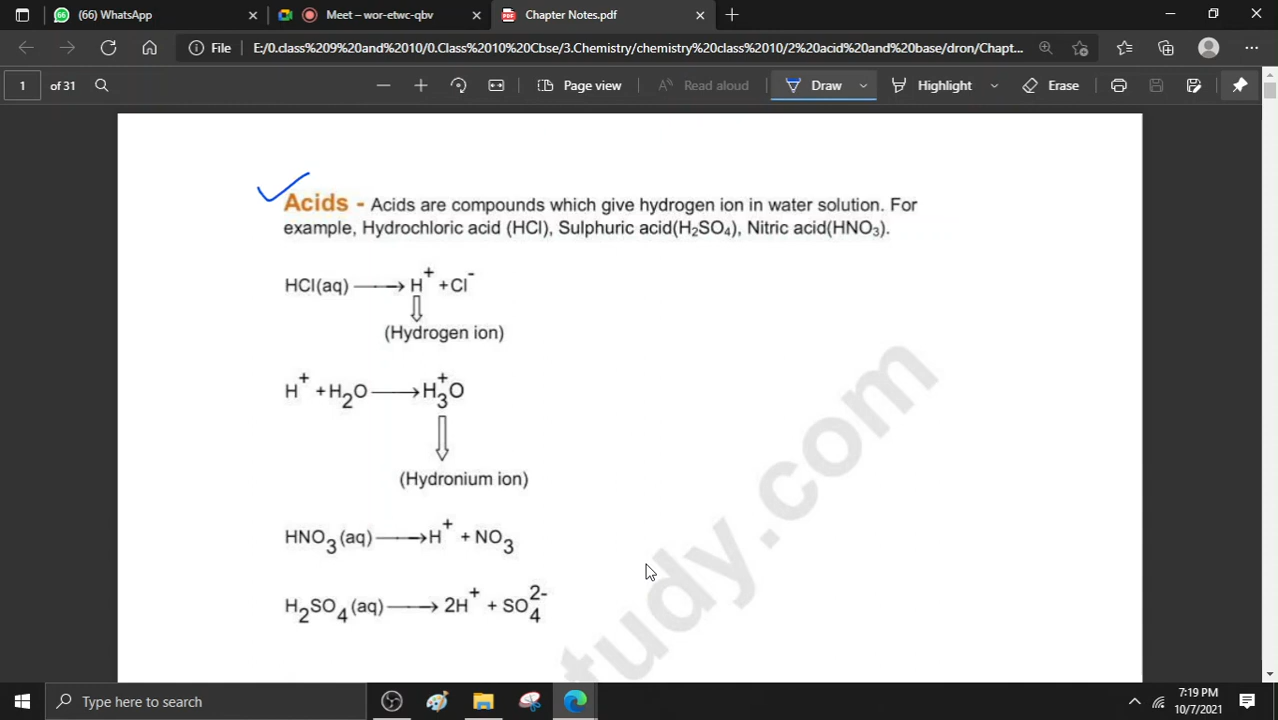 (66) WhatsApp
Meet – wor-etwc-qbv
Chapter Notes.pdf
File
E:/0.class%209%20and%2010/0.Class%2010%20Cbse/3.Chemistry/chemistry%20class%2010/2%20acid%20and%20base/dron/Chapt...
1 of 31
Page view
Read aloud
Draw
Highlight
Erase
Acids - Acids are compounds which give hydrogen ion in water solution. For
example, Hydrochloric acid (HCl), Sulphuric acid(H₂SO₄), Nitric acid(HNO₃).
HCl(aq) ⟶ H⁺ + Cl⁻
(Hydrogen ion)
H⁺ + H₂O ⟶ H₃⁺O
(Hydronium ion)
HNO₃(aq) ⟶ H⁺ + NO₃
H₂SO₄(aq) ⟶ 2H⁺ + SO₄²⁻
tudy.com
Type here to search
66
7:19 PM
10/7/2021